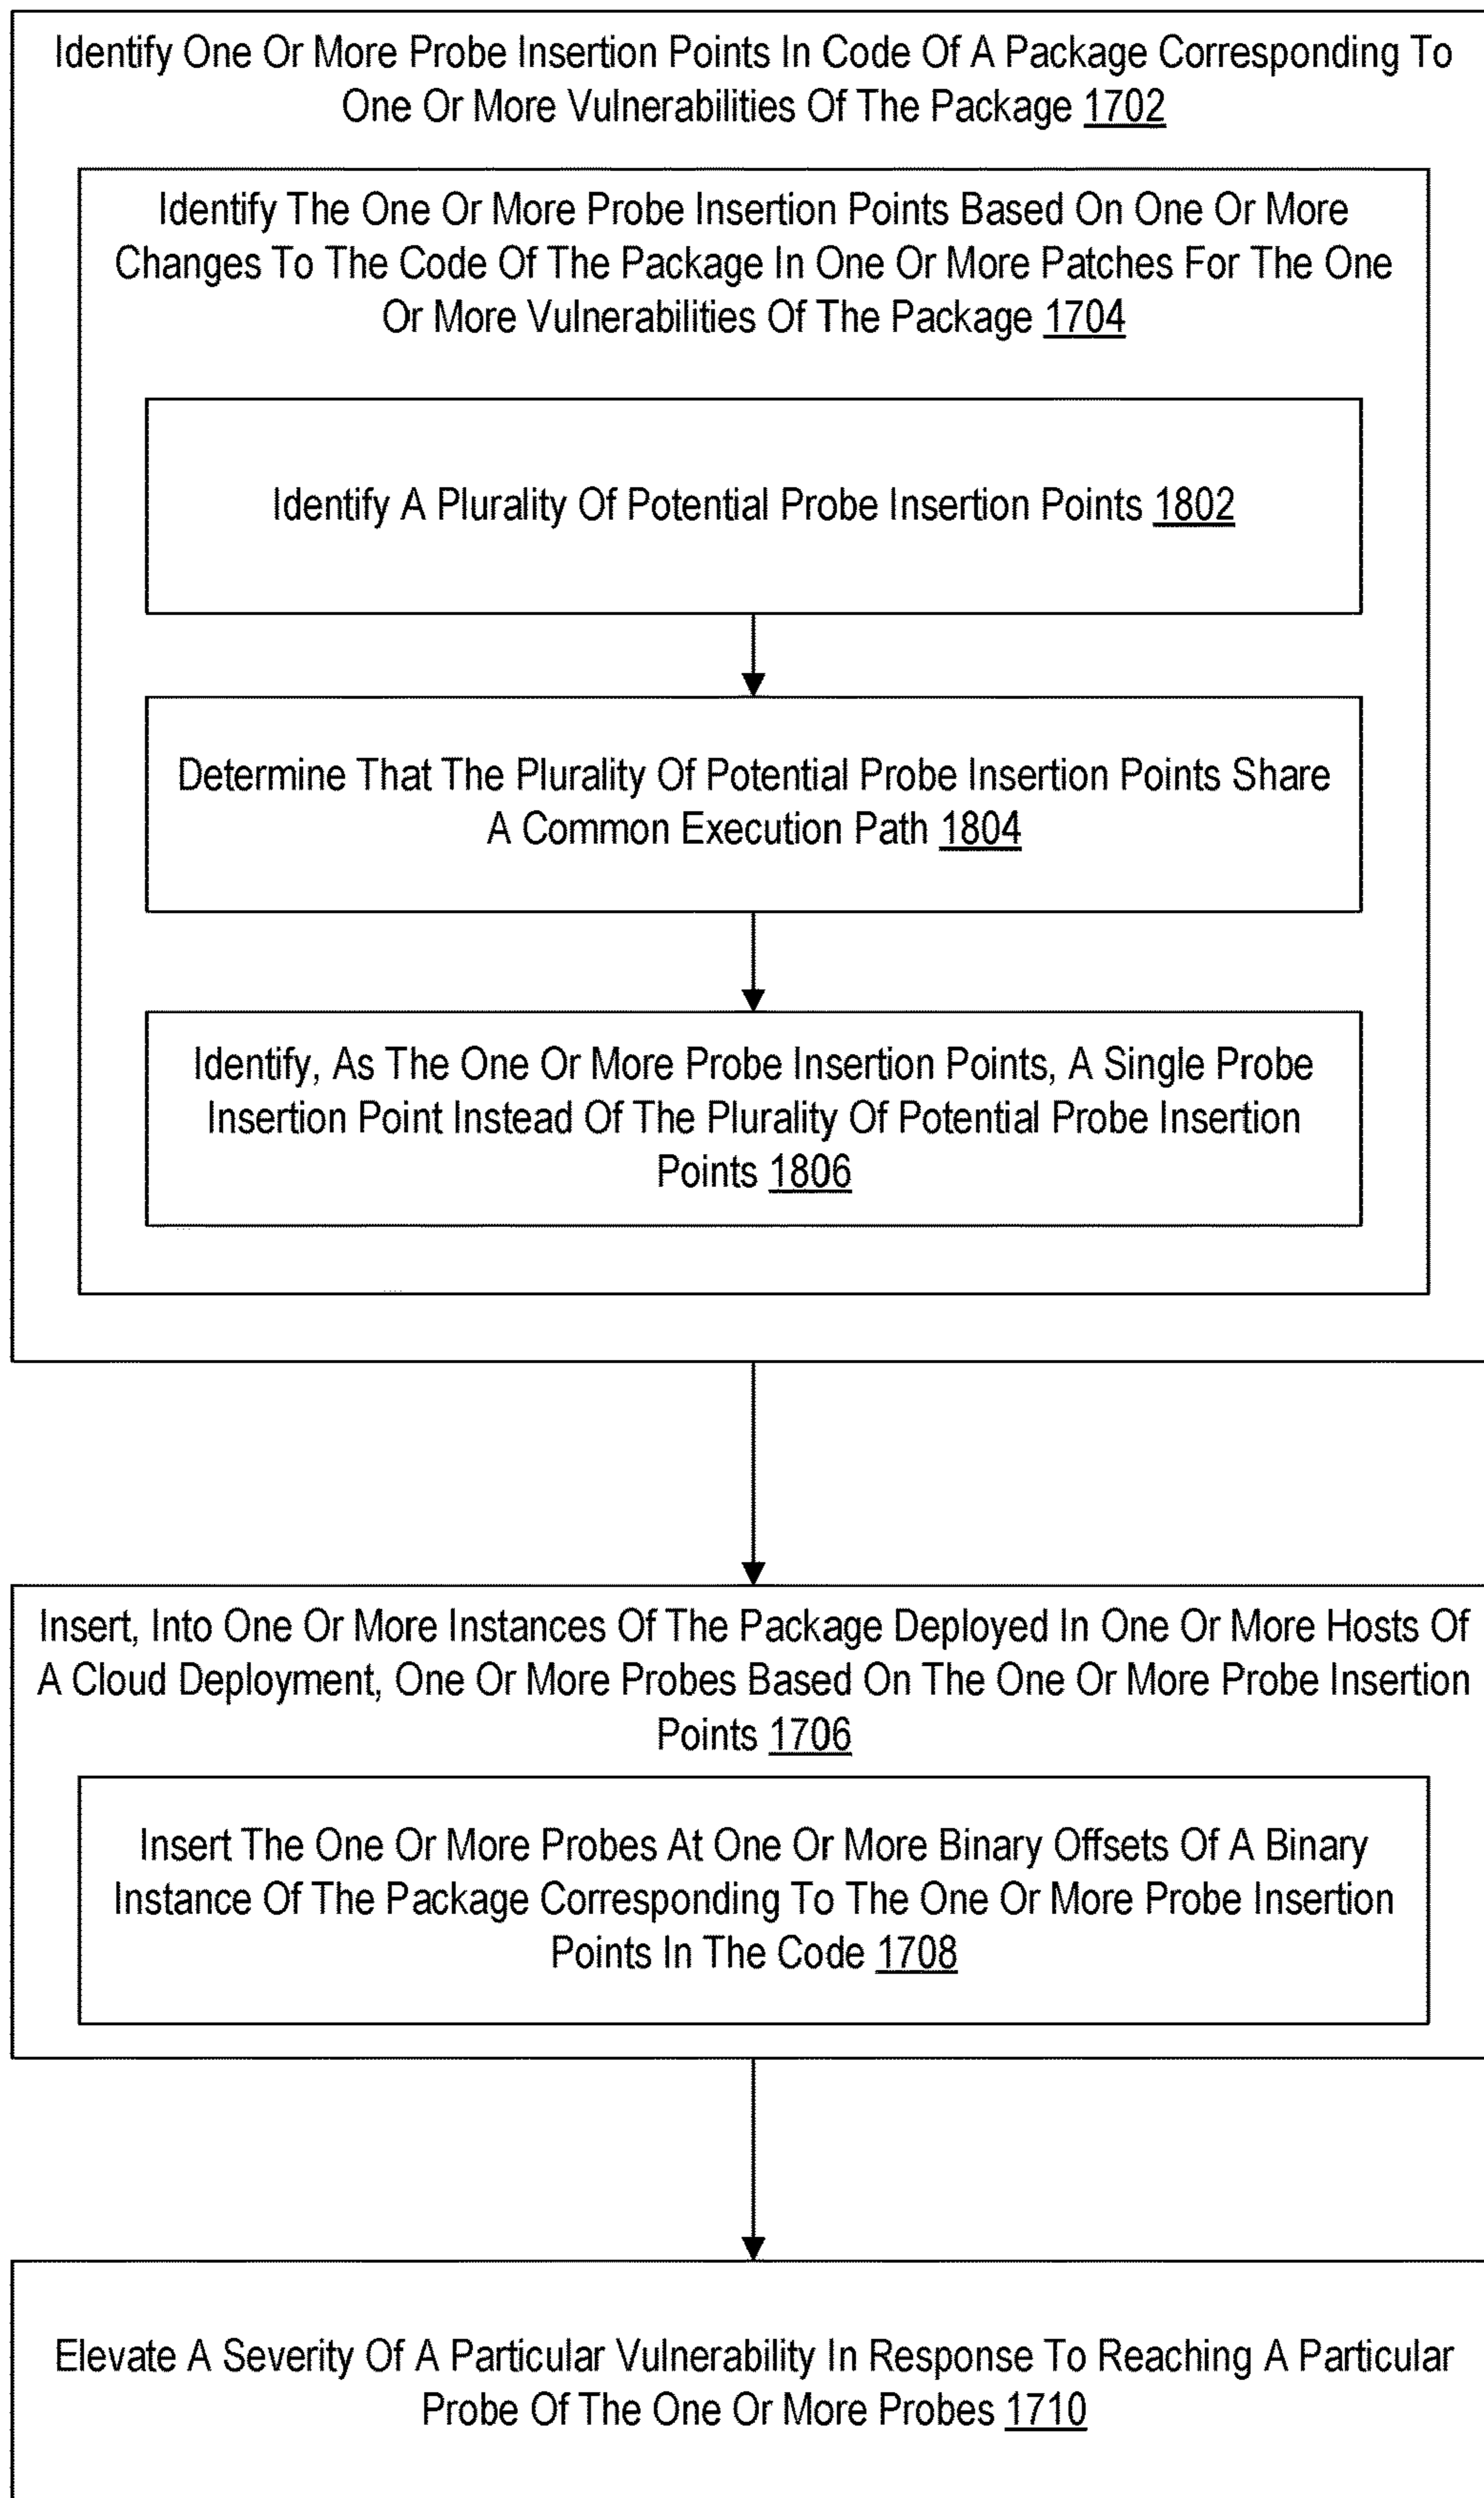 Identify One Or More Probe Insertion Points In Code Of A Package Corresponding To
One Or More Vulnerabilities Of The Package 1702
Identify The One Or More Probe Insertion Points Based On One Or More
Changes To The Code Of The Package In One Or More Patches For The One
Or More Vulnerabilities Of The Package 1704
Identify A Plurality Of Potential Probe Insertion Points 1802
Determine That The Plurality Of Potential Probe Insertion Points Share
A Common Execution Path 1804
Identify, As The One Or More Probe Insertion Points, A Single Probe
Insertion Point Instead Of The Plurality Of Potential Probe Insertion
Points 1806
Insert, Into One Or More Instances Of The Package Deployed In One Or More Hosts Of
A Cloud Deployment, One Or More Probes Based On The One Or More Probe Insertion
Points 1706
Insert The One Or More Probes At One Or More Binary Offsets Of A Binary
Instance Of The Package Corresponding To The One Or More Probe Insertion
Points In The Code 1708
Elevate A Severity Of A Particular Vulnerability In Response To Reaching A Particular
Probe Of The One Or More Probes 1710